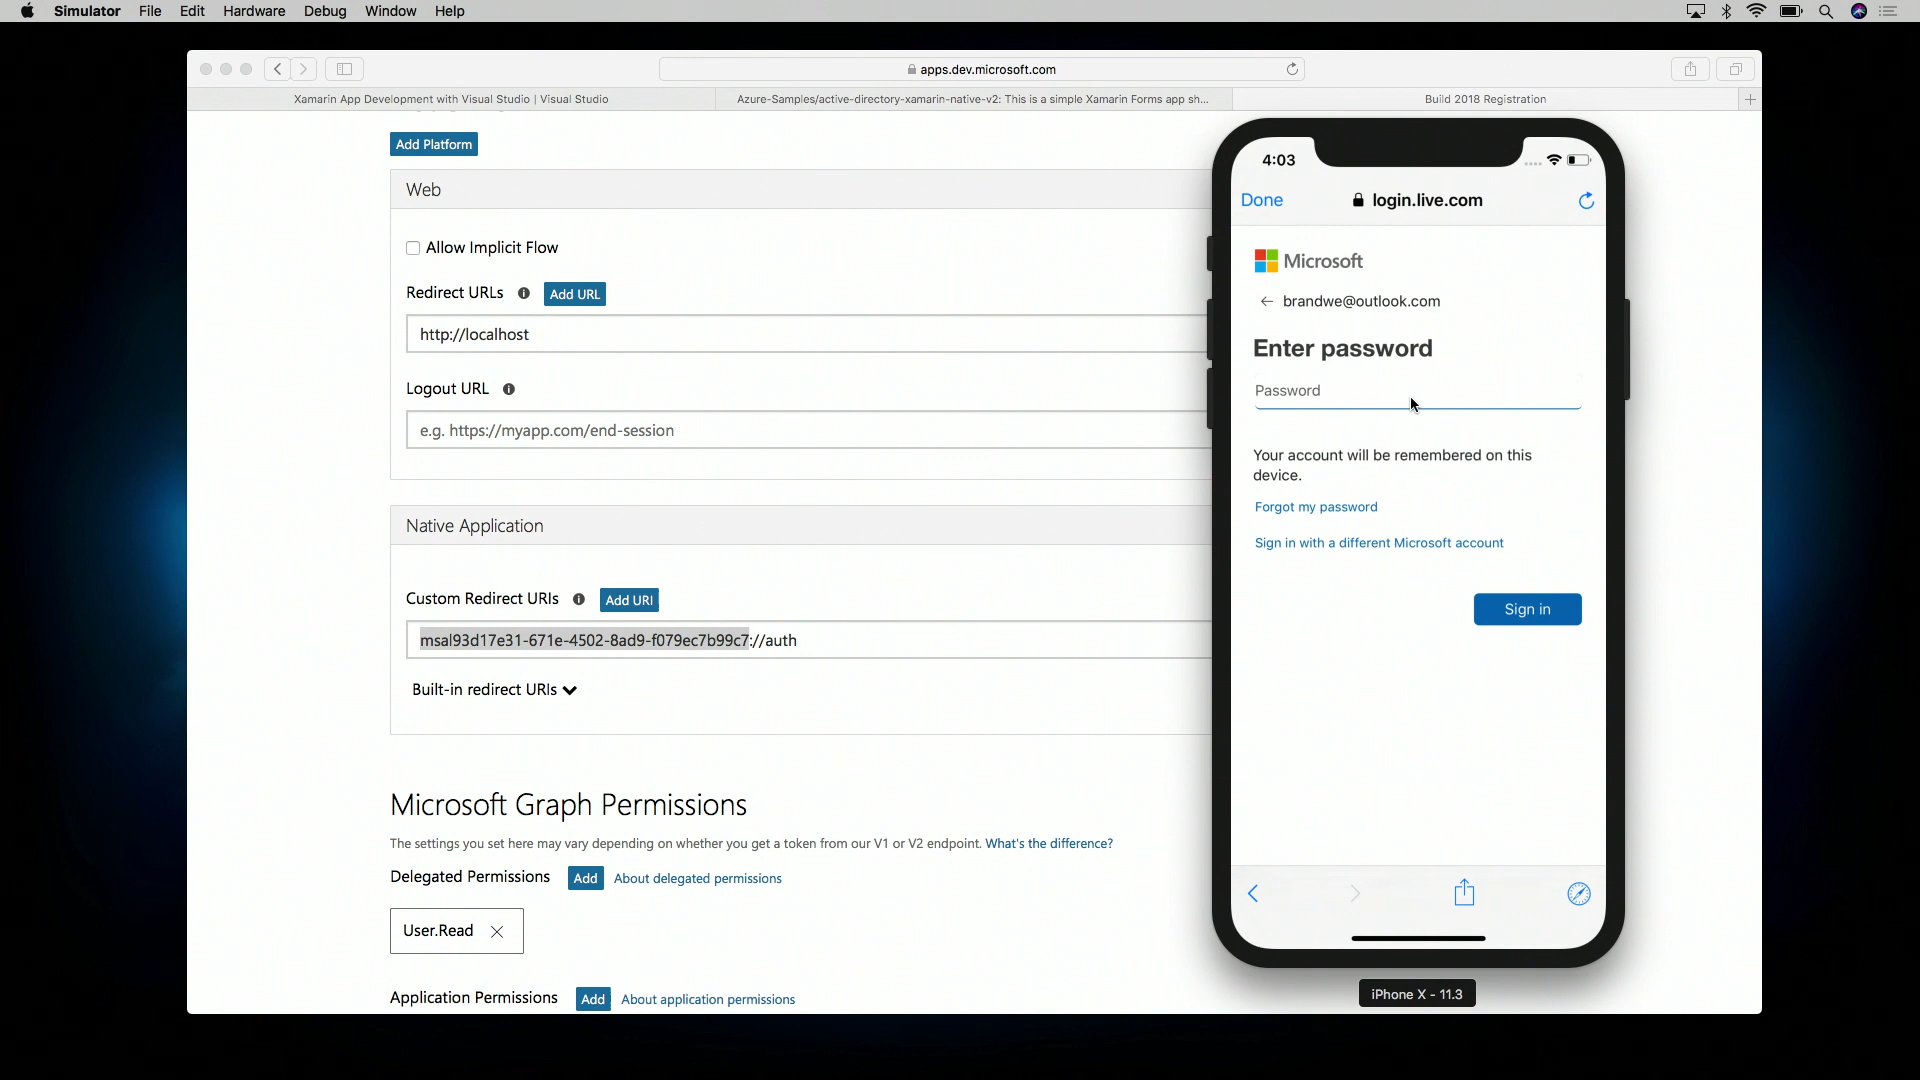 Simulator File Edit Hardware Debug Window Help
apps.dev.microsoft.com
Xamarin App Development with Visual Studio | Visual Studio
Azure-Samples/active-directory-xamarin-native-v2: This is a simple Xamarin Forms app sh...
Build 2018 Registration
Add Platform
Web
Allow Implicit Flow
Redirect URLs Add URL
http://localhost
Logout URL
e.g. https://myapp.com/end-session
Native Application
Custom Redirect URIs Add URI
msal93d17e31-671e-4502-8ad9-f079ec7b99c7://auth
Built-in redirect URIs
Microsoft Graph Permissions
The settings you set here may vary depending on whether you get a token from our V1 or V2 endpoint. What's the difference?
Delegated Permissions Add About delegated permissions
User.Read
Application Permissions Add About application permissions
4:03
Done login.live.com
Microsoft
brandwe@outlook.com
Enter password
Password
Your account will be remembered on this
device.
Forgot my password
Sign in with a different Microsoft account
Sign in
iPhone X - 11.3